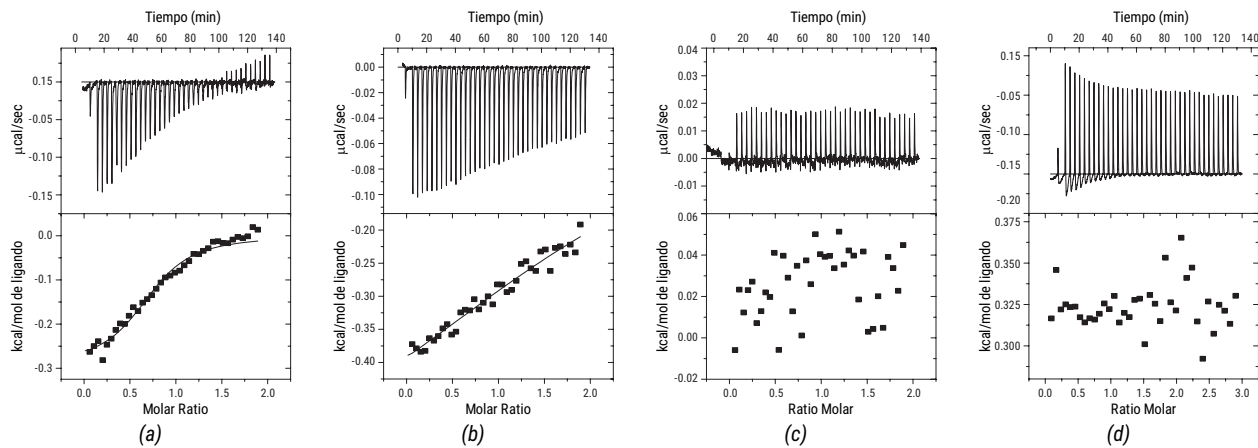 Tiempo (min)
0 20 40 60 80 100 120 140
0.15
-0.05
-0.10
-0.15
μcal/sec
0.0
-0.1
-0.2
-0.3
kcal/mol de ligando
0.0 0.5 1.0 1.5 2.0
Molar Ratio
(a)
Tiempo (min)
0 20 40 60 80 100 120 140
0.00
-0.02
-0.04
-0.06
-0.08
-0.10
μcal/sec
-0.20
-0.25
-0.30
-0.35
-0.40
kcal/mol de ligando
0.0 0.5 1.0 1.5 2.0
Molar Ratio
(b)
Tiempo (min)
0 20 40 60 80 100 120 140
0.04
0.03
0.02
0.01
0.00
-0.01
μcal/sec
0.06
0.04
0.02
0.00
-0.02
kcal/mol de ligando
0.0 0.5 1.0 1.5 2.0
Ratio Molar
(c)
Tiempo (min)
0 20 40 60 80 100 120 140
-0.05
-0.05
-0.10
-0.15
-0.20
μcal/sec
0.375
0.350
0.325
0.300
kcal/mol de ligando
0.0 0.5 1.0 1.5 2.0 2.5 3.0
Ratio Molar
(d)